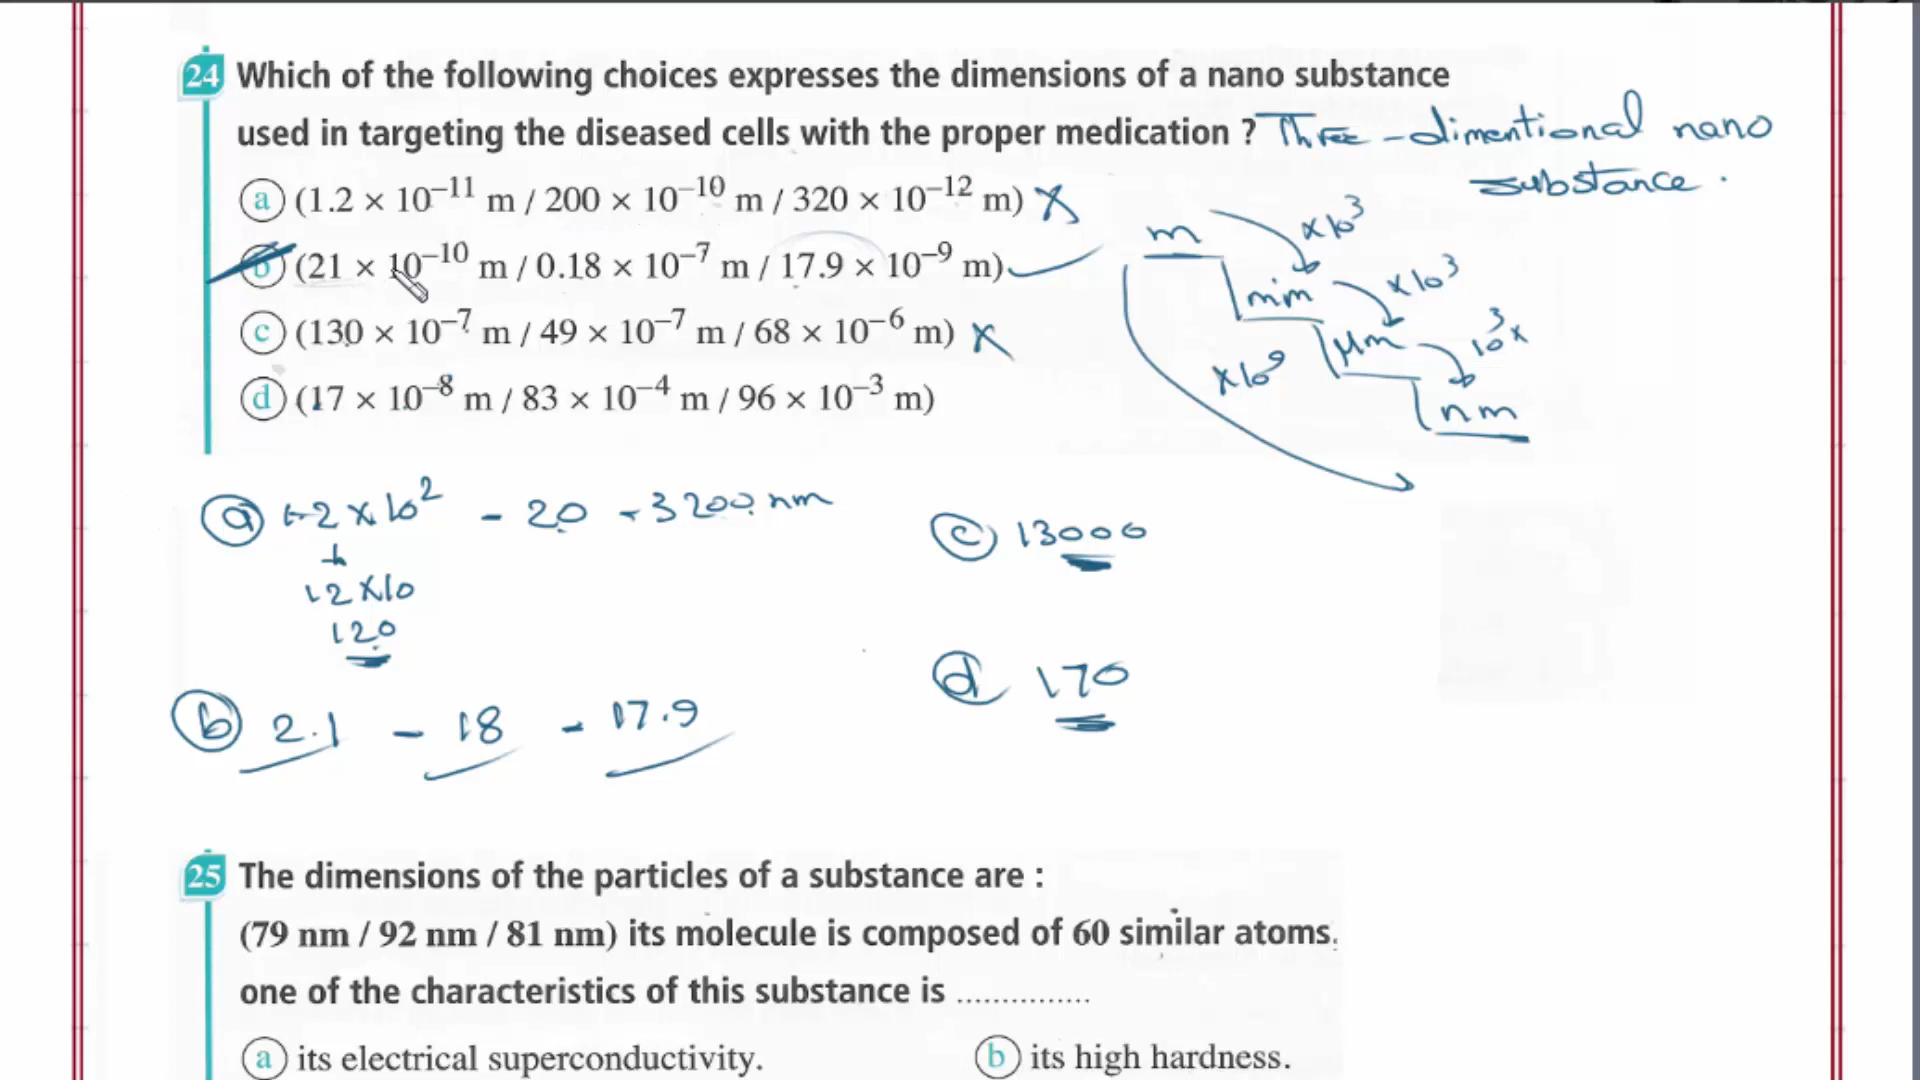 24 Which of the following choices expresses the dimensions of a nano substance
used in targeting the diseased cells with the proper medication ? Three - dimentional nano
substance .
a (1.2 × 10⁻¹¹ m / 200 × 10⁻¹⁰ m / 320 × 10⁻¹² m) ×
b (21 × 10⁻¹⁰ m / 0.18 × 10⁻⁷ m / 17.9 × 10⁻⁹ m)
c (130 × 10⁻⁷ m / 49 × 10⁻⁷ m / 68 × 10⁻⁶ m) ×
d (17 × 10⁻⁸ m / 83 × 10⁻⁴ m / 96 × 10⁻³ m)
m ×10³
mm ×10³
μm 10³×
×10⁹
nm
a 1.2 × 10² - 20 - 3200 nm
12 × 10
120
b 2.1 - 18 - 17.9
c 13000
d 170
25 The dimensions of the particles of a substance are :
(79 nm / 92 nm / 81 nm) its molecule is composed of 60 similar atoms.
one of the characteristics of this substance is ...............
a its electrical superconductivity.
b its high hardness.